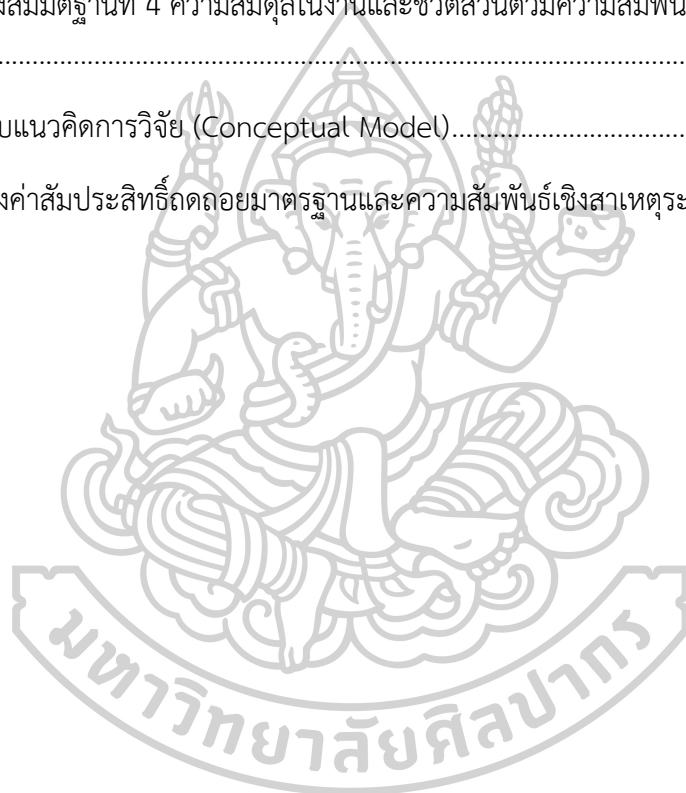 งสมมติฐานที่ 4 ความสมดุลในงานและชีวิตส่วนตัวมีความสัมพัน
................................................................................................
บแนวคิดการวิจัย (Conceptual Model)................................
งค่าสัมประสิทธิ์ถดถอยมาตรฐานและความสัมพันธ์เชิงสาเหตุระ
มหาวิทยาลัยศิลปากร